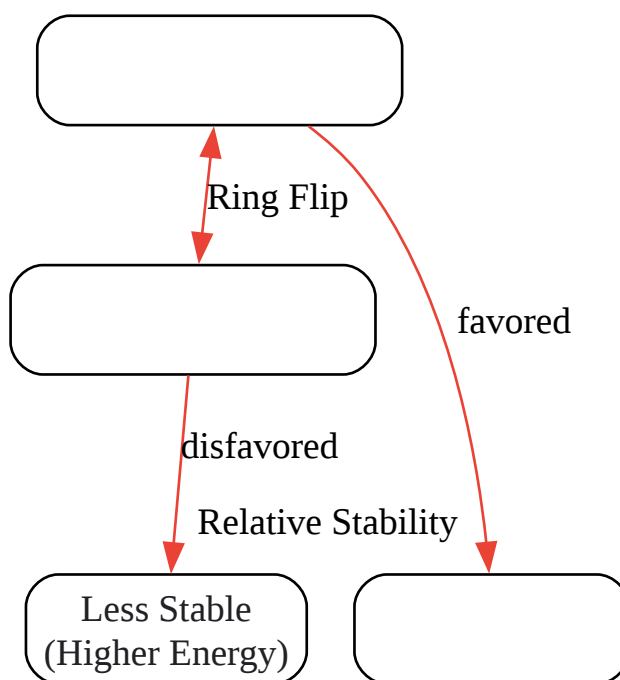 Ring Flip
favored
disfavored
Relative Stability
Less Stable
(Higher Energy)